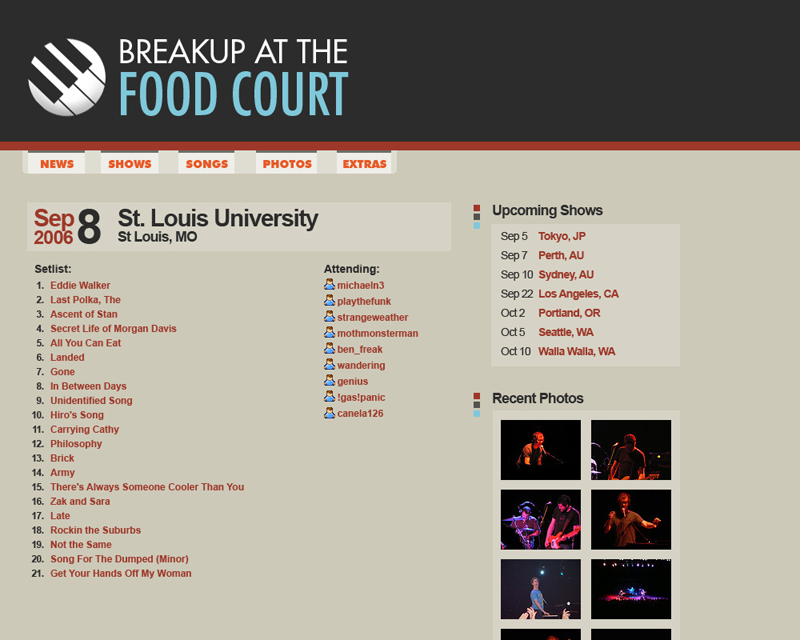 BREAKUP AT THE
FOOD COURT
NEWS SHOWS SONGS PHOTOS EXTRAS
Sep 2006 8
St. Louis University
St Louis, MO
Setlist:
1. Eddie Walker
2. Last Polka, The
3. Ascent of Stan
4. Secret Life of Morgan Davis
5. All You Can Eat
6. Landed
7. Gone
8. In Between Days
9. Unidentified Song
10. Hiro's Song
11. Carrying Cathy
12. Philosophy
13. Brick
14. Army
15. There's Always Someone Cooler Than You
16. Zak and Sara
17. Late
18. Rockin the Suburbs
19. Not the Same
20. Song For The Dumped (Minor)
21. Get Your Hands Off My Woman
Attending:
michaeln3
playthefunk
strangeweather
mothmonsterman
ben_freak
wandering
genius
!gas!panic
canela126
Upcoming Shows
Sep 5 Tokyo, JP
Sep 7 Perth, AU
Sep 10 Sydney, AU
Sep 22 Los Angeles, CA
Oct 2 Portland, OR
Oct 5 Seattle, WA
Oct 10 Walla Walla, WA
Recent Photos